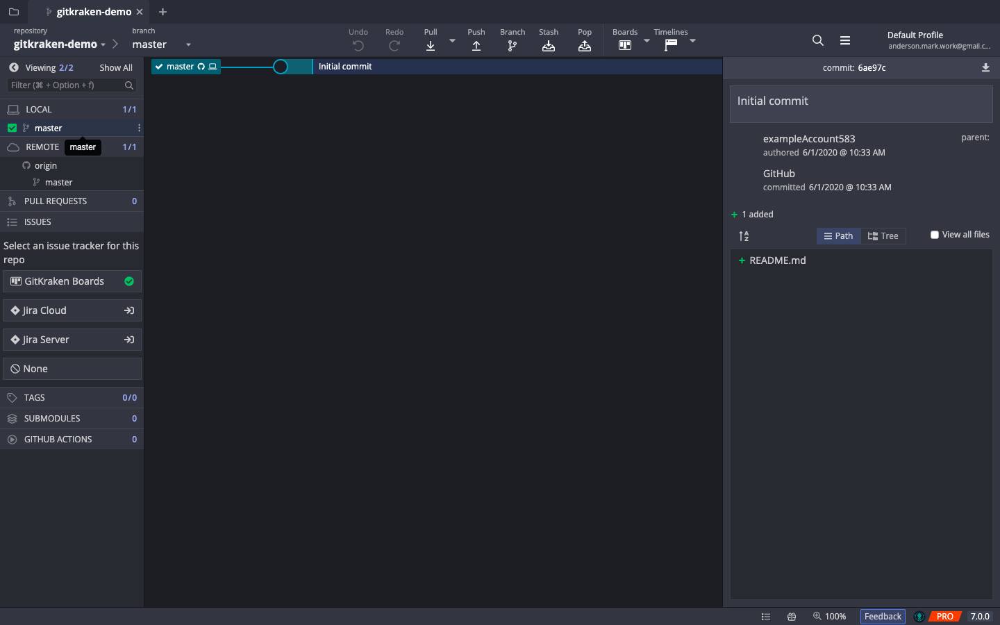 gitkraken-demo
repository
gitkraken-demo
branch
master
Undo
Redo
Pull
Push
Branch
Stash
Pop
Boards
Timelines
Default Profile
anderson.mark.work@gmail.c...
Viewing 2/2
Show All
Filter (⌘ + Option + f)
LOCAL 1/1
master
REMOTE 1/1
master
origin
master
PULL REQUESTS 0
ISSUES
Select an issue tracker for this
repo
GitKraken Boards
Jira Cloud
Jira Server
None
TAGS 0/0
SUBMODULES 0
GITHUB ACTIONS 0
master
Initial commit
commit: 6ae97c
Initial commit
exampleAccount583
parent:
authored 6/1/2020 @ 10:33 AM
GitHub
committed 6/1/2020 @ 10:33 AM
+ 1 added
A
Z
Path
Tree
View all files
+ README.md
100%
Feedback
PRO
7.0.0